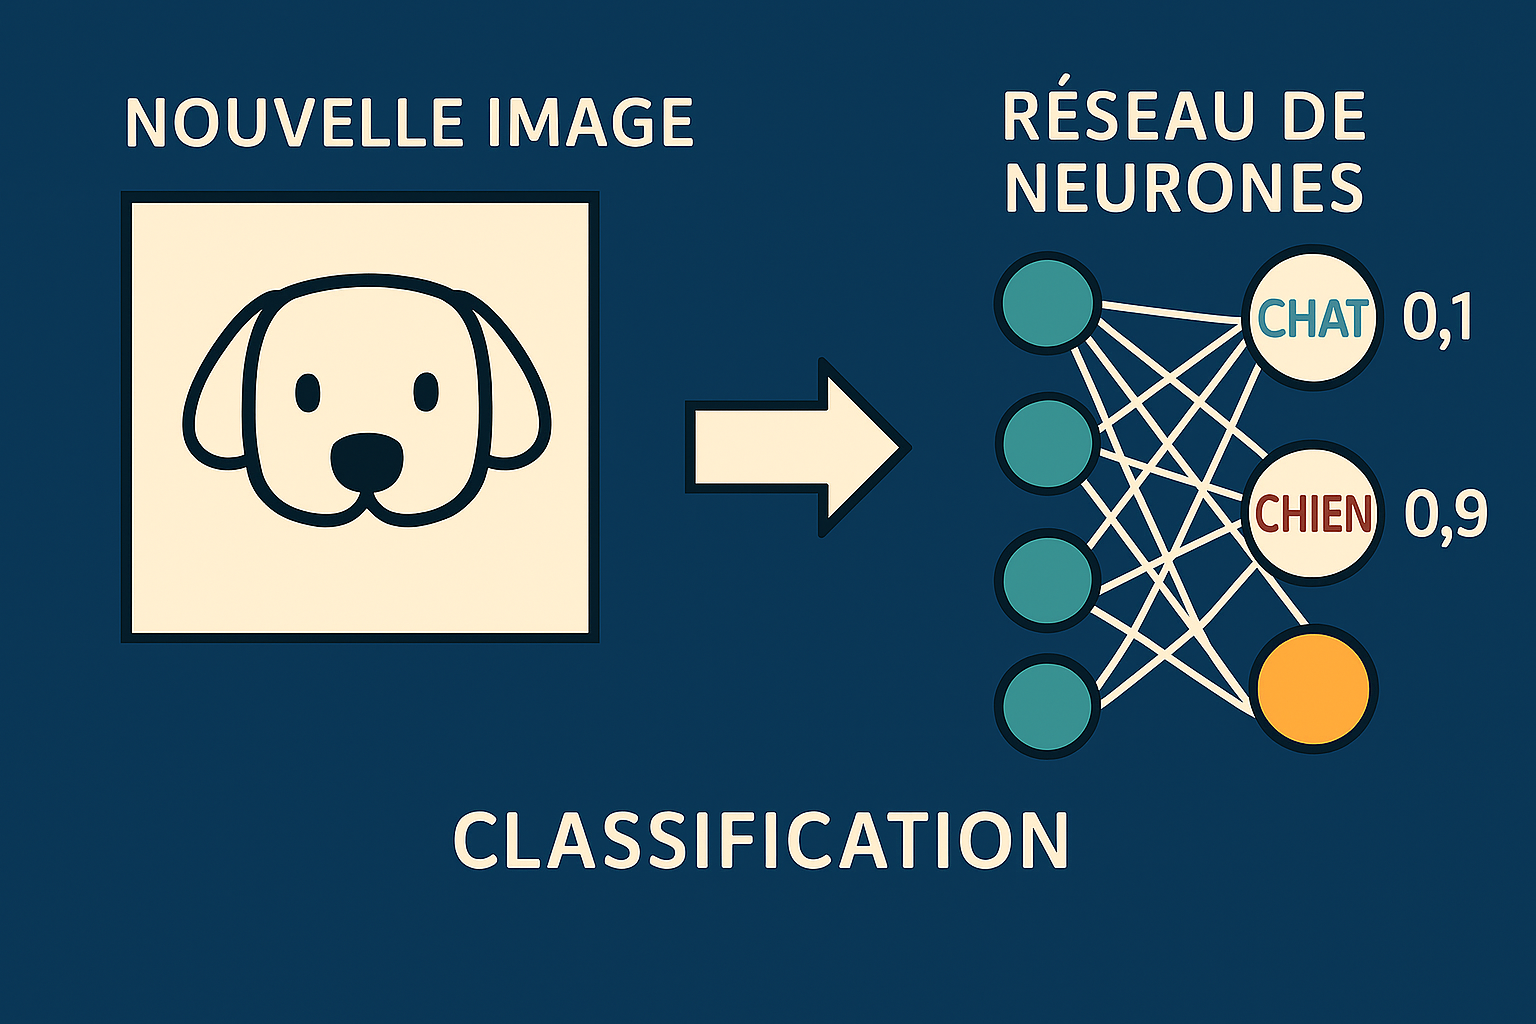 NOUVELLE IMAGE
RÉSEAU DE
NEURONES
CHAT 0,1
CHIEN 0,9
CLASSIFICATION